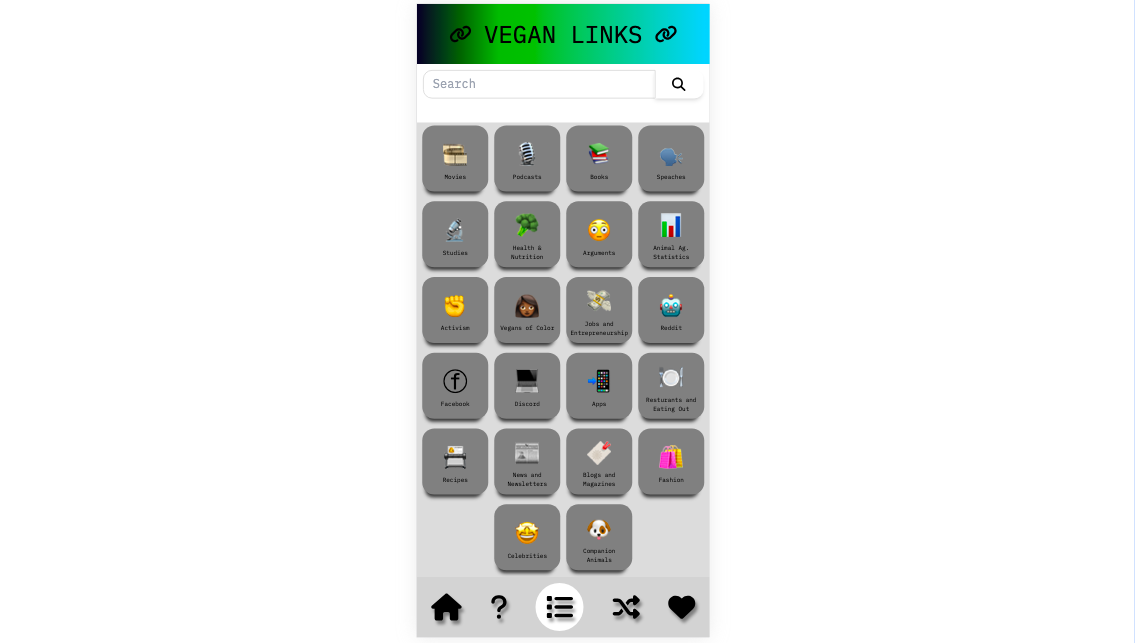 VEGAN LINKS
Search
Movies
Podcasts
Books
Speaches
Studies
Health &
Nutrition
Arguments
Animal Ag.
Statistics
Activism
Vegans of Color
Jobs and
Entrepreneurship
Reddit
Facebook
Discord
Apps
Resturants and
Eating Out
Recipes
News and
Newsletters
Blogs and
Magazines
Fashion
Celebrities
Companion
Animals